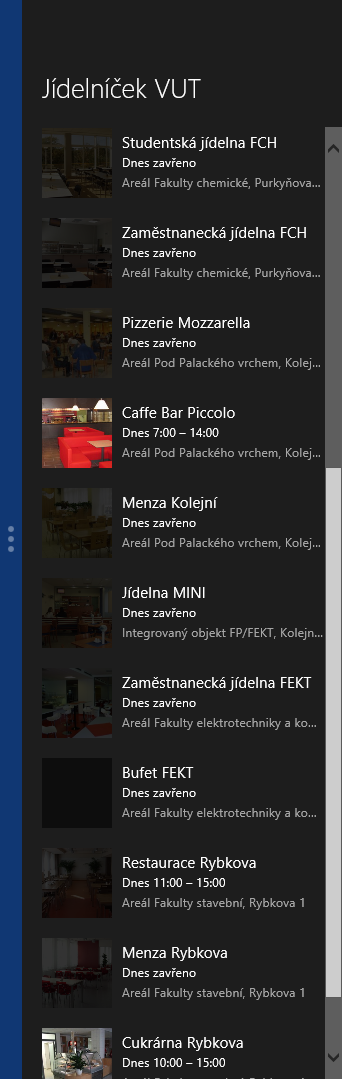 Jídelníček VUT
Studentská jídelna FCH
Dnes zavřeno
Areál Fakulty chemické, Purkyňova...
Zaměstnanecká jídelna FCH
Dnes zavřeno
Areál Fakulty chemické, Purkyňova...
Pizzerie Mozzarella
Dnes zavřeno
Areál Pod Palackého vrchem, Kolej...
Caffe Bar Piccolo
Dnes 7:00 – 14:00
Areál Pod Palackého vrchem, Kolej...
Menza Kolejní
Dnes zavřeno
Areál Pod Palackého vrchem, Kolej...
Jídelna MINI
Dnes zavřeno
Integrovaný objekt FP/FEKT, Kolejn...
Zaměstnanecká jídelna FEKT
Dnes zavřeno
Areál Fakulty elektrotechniky a ko...
Bufet FEKT
Dnes zavřeno
Areál Fakulty elektrotechniky a ko...
Restaurace Rybkova
Dnes 11:00 – 15:00
Areál Fakulty stavební, Rybkova 1
Menza Rybkova
Dnes zavřeno
Areál Fakulty stavební, Rybkova 1
Cukrárna Rybkova
Dnes 10:00 – 15:00